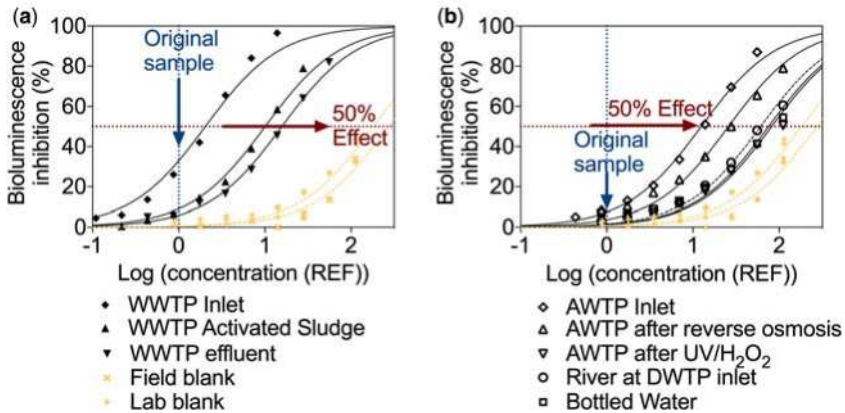 (a)
Original
sample
50%
Effect
Bioluminescence
inhibition (%)
100
80
60
40
20
0
-1 0 1 2
Log (concentration (REF))
WWTP Inlet
WWTP Activated Sludge
WWTP effluent
Field blank
Lab blank
(b)
50% Effect
Original
sample
Bioluminescence
inhibition (%)
100
80
60
40
20
0
-1 0 1 2
Log (concentration (REF))
AWTP Inlet
AWTP after reverse osmosis
AWTP after UV/H₂O₂
River at DWTP inlet
Bottled Water